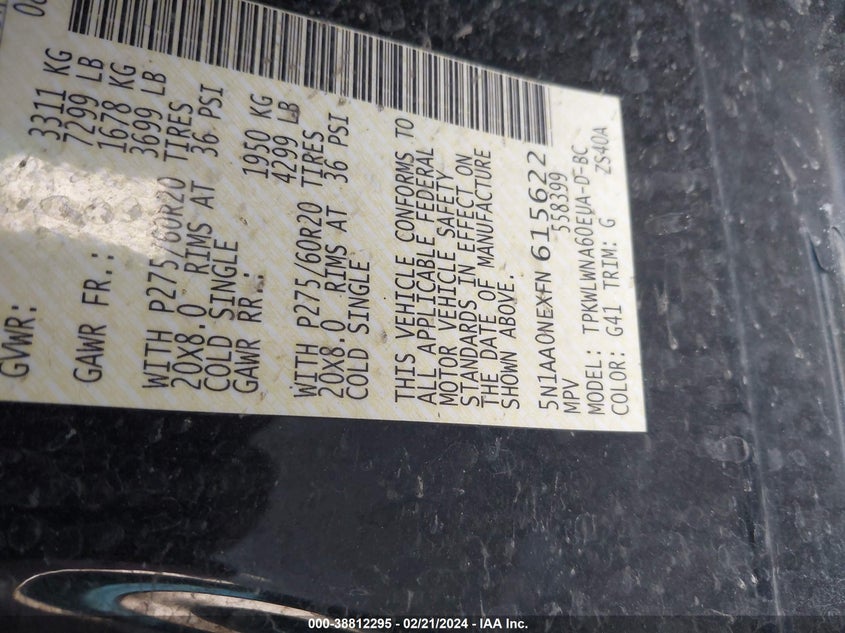 GVWR: 3311 KG
7299 LB
GAWR FR.: 1678 KG
3699 LB
WITH P275/60R20 TIRES
20X8.0 RIMS AT 36 PSI
COLD SINGLE
GAWR RR.: 1950 KG
4299 LB
WITH P275/60R20 TIRES
20X8.0 RIMS AT 36 PSI
COLD SINGLE
THIS VEHICLE CONFORMS TO
ALL APPLICABLE FEDERAL
MOTOR VEHICLE SAFETY
STANDARDS IN EFFECT ON
THE DATE OF MANUFACTURE
SHOWN ABOVE.
5N1AA0NEXFN615622
MPV 558399
MODEL: TPKWLWNA60EUA-D-BC
COLOR: G41 TRIM: G ZS40A
000-38812295 - 02/21/2024 - IAA Inc.